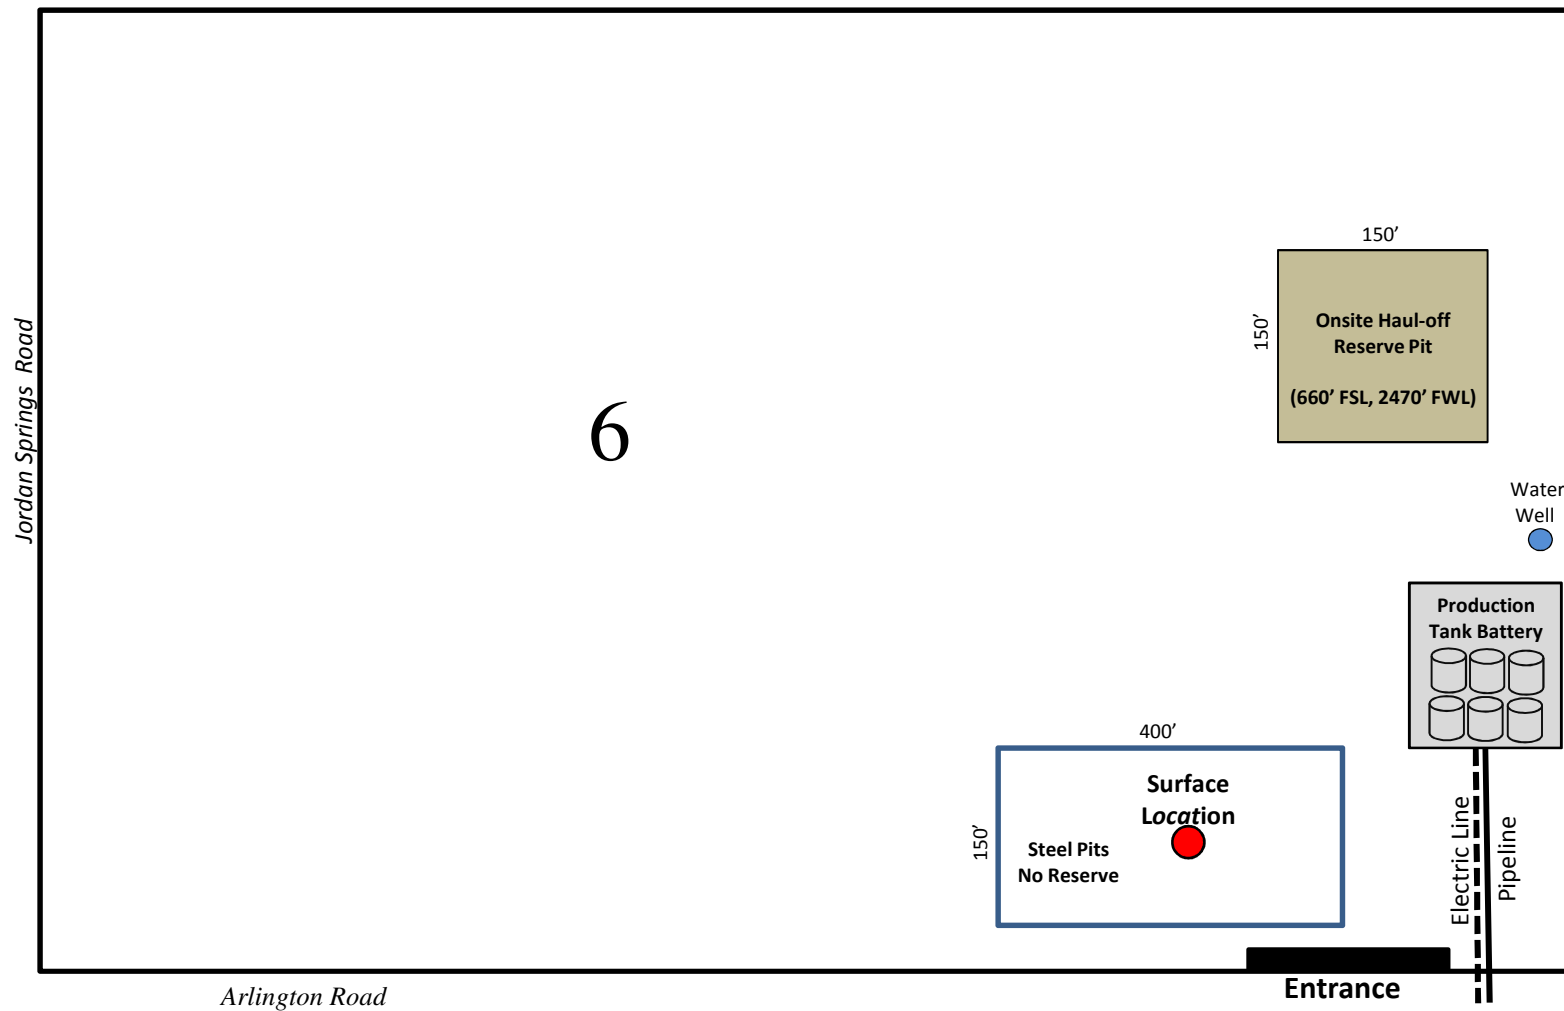 150’
150’
Onsite Haul-off
Reserve Pit
(660’ FSL, 2470’ FWL)
Jordan Springs Road
6
Water
Well
Production
Tank Battery
400’
150’
Surface
Location
Steel Pits
No Reserve
Electric Line
Pipeline
Entrance
Arlington Road